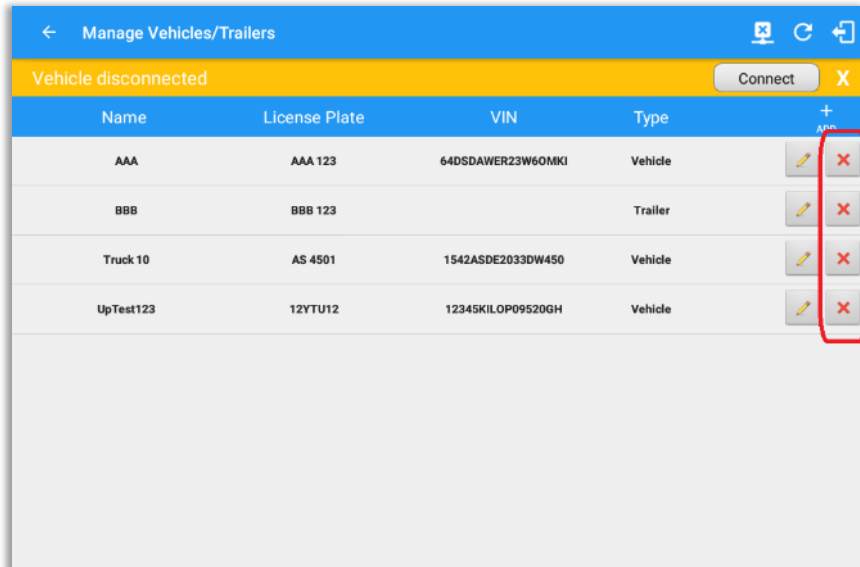 Manage Vehicles/Trailers
Vehicle disconnected Connect X
Name License Plate VIN Type + ADD
AAA AAA 123 64DSDAWER23W6OMKI Vehicle
BBB BBB 123 Trailer
Truck 10 AS 4501 1542ASDE2033DW450 Vehicle
UpTest123 12YTU12 12345KILOP09520GH Vehicle